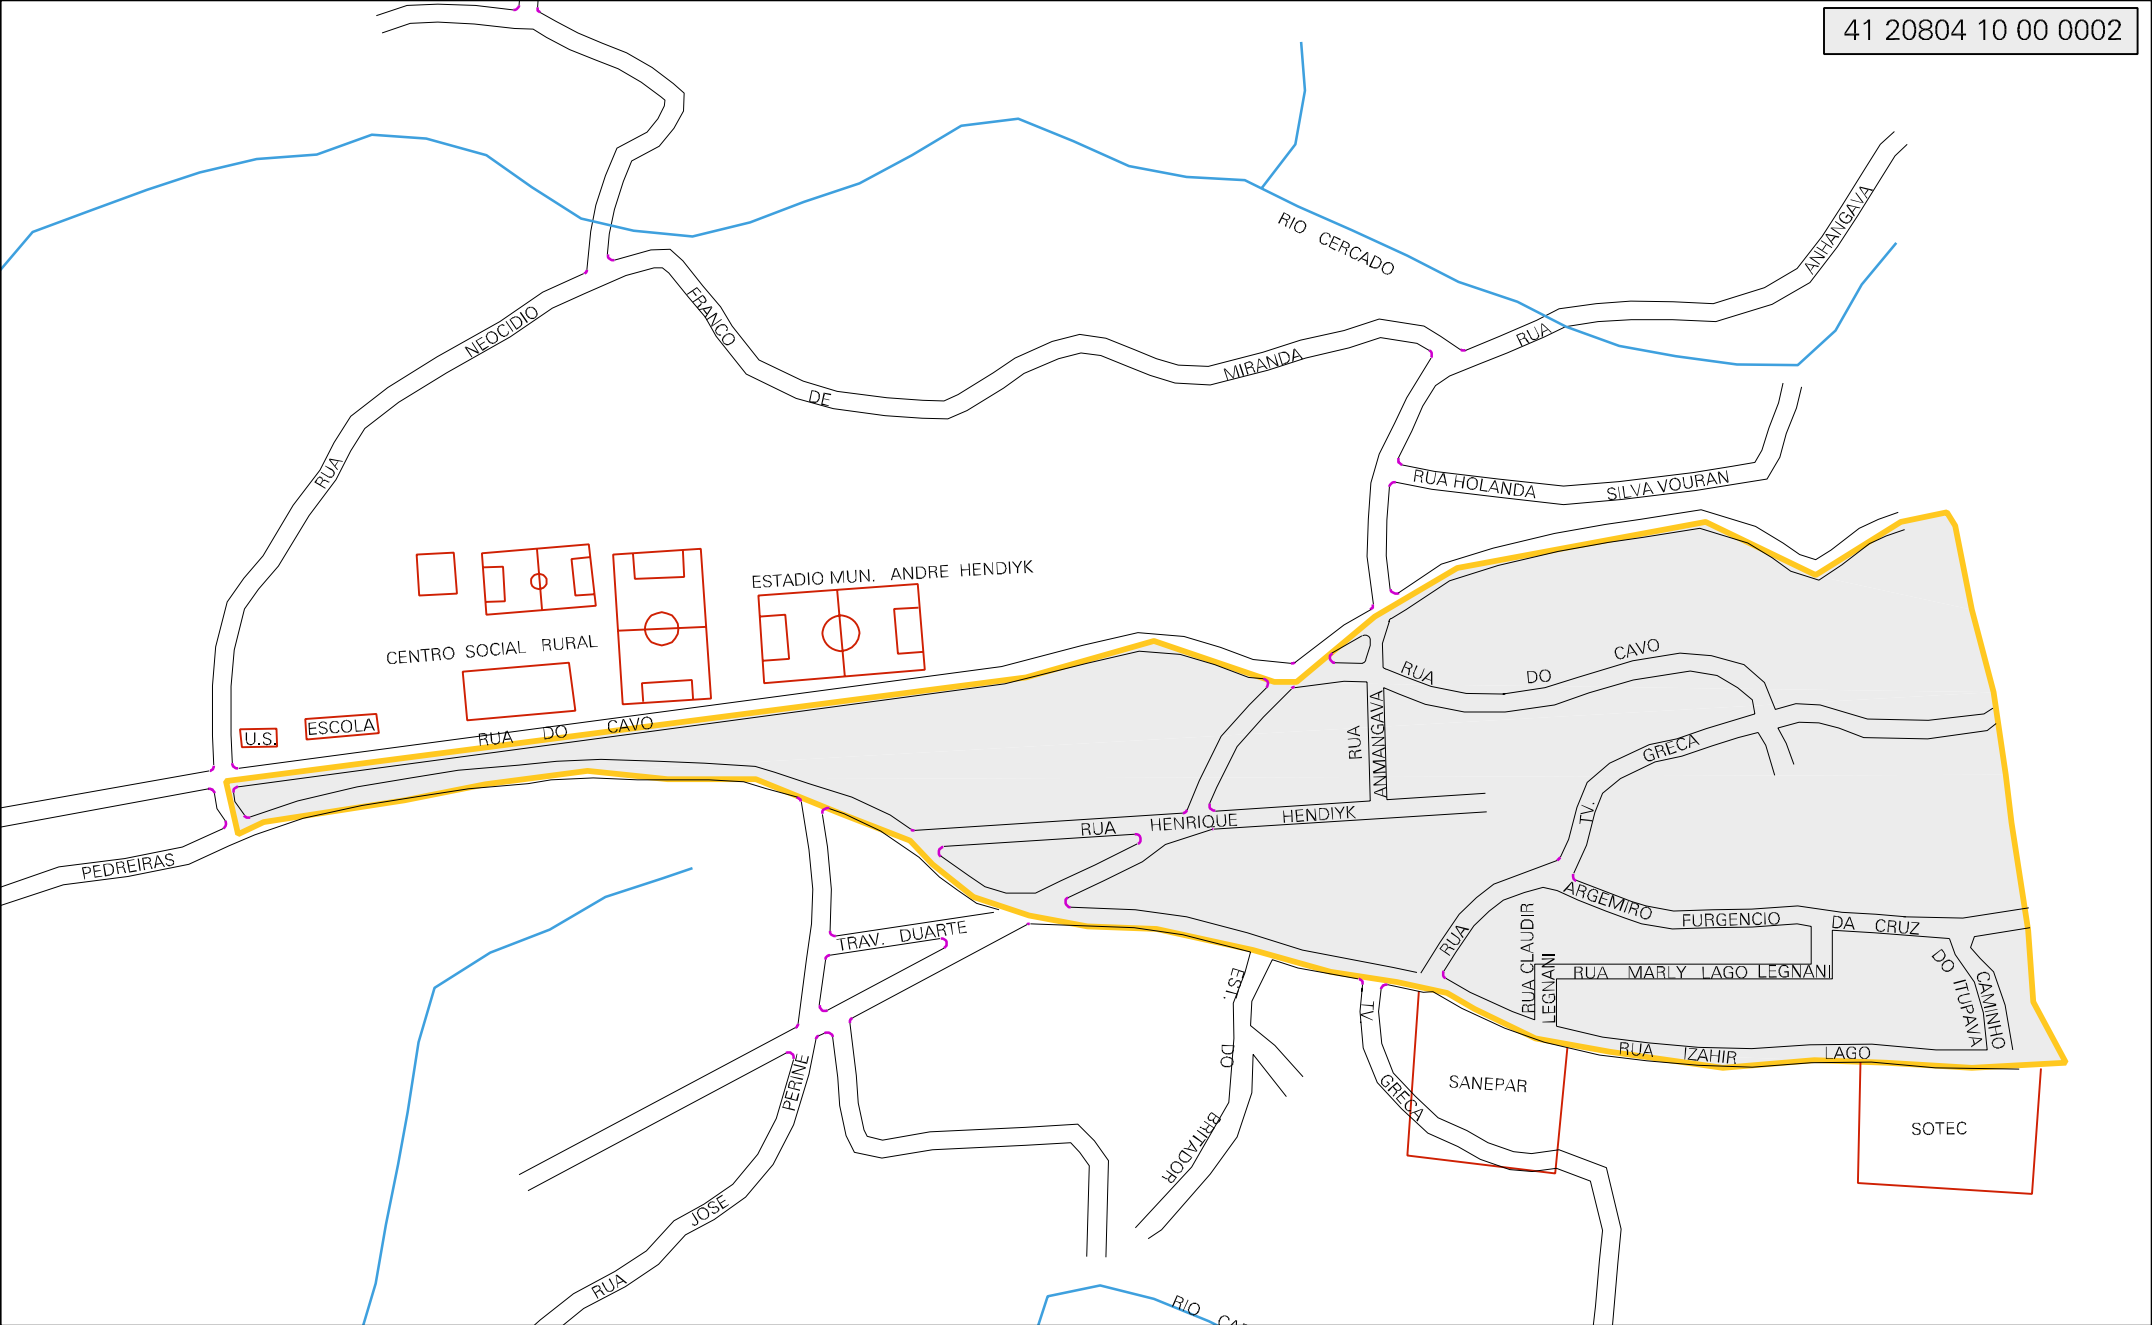 41 20804 10 00 0002
RIO CERCADO
ANHANGAVA
RUA
RUA NEOCIDIO FRANCO DE MIRANDA
RUA HOLANDA SILVA VOURAN
ESTADIO MUN. ANDRE HENDIYK
CENTRO SOCIAL RURAL
ESCOLA
U.S.
RUA DO CAVO
RUA DO CAVO
RUA
ANMANGAVA
TV. GRECA
RUA HENRIQUE HENDIYK
PEDREIRAS
RUA ARGEMIRO FURGENCIO DA CRUZ
TRAV. DUARTE
RUA CLAUDIR
LEGNANI
RUA MARLY LAGO LEGNANI
CAMINHO
DO ITUPAVA
RUA IZAHIR LAGO
EST. DO BRITADOR
TV. GRECA
SANEPAR
SOTEC
RUA JOSE PERINE
RIO